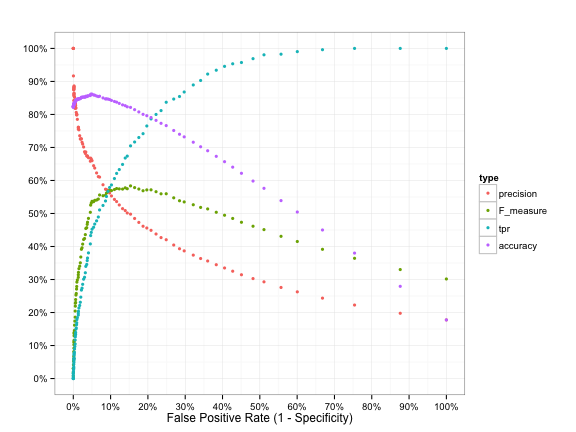 100%
90%
80%
70%
60%
50%
40%
30%
20%
10%
0%
0% 10% 20% 30% 40% 50% 60% 70% 80% 90% 100%
False Positive Rate (1 - Specificity)
type
precision
F_measure
tpr
accuracy